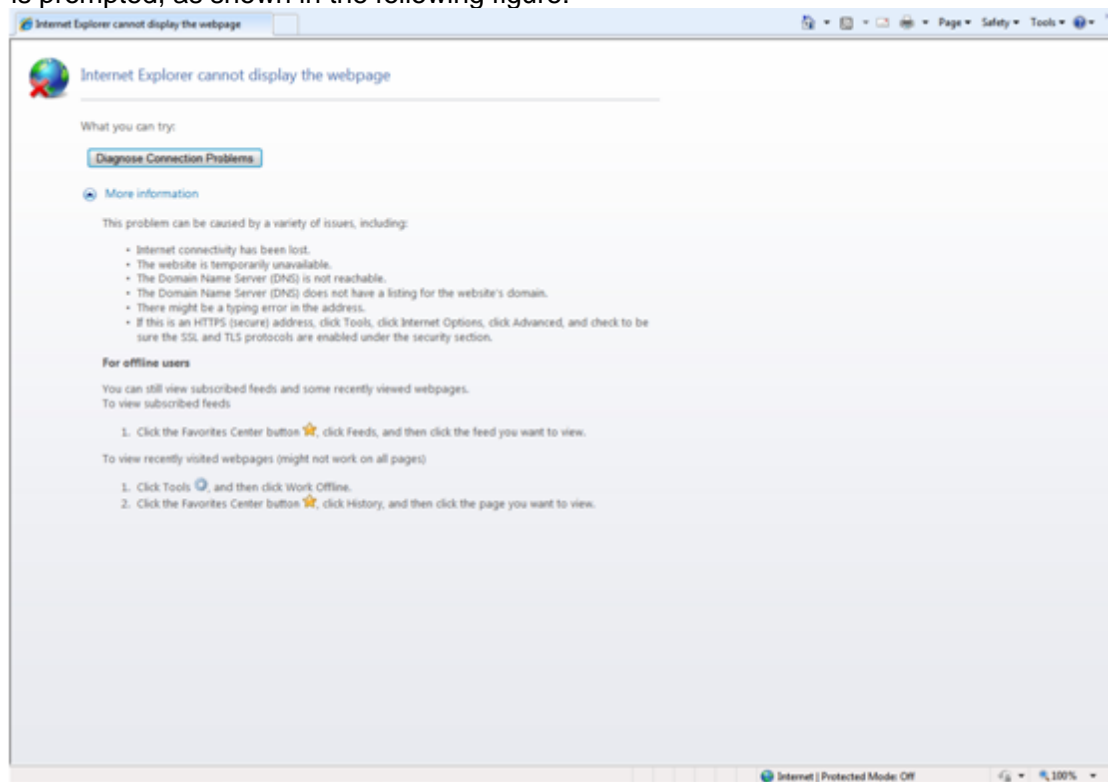 is prompted, as shown in the following figure.
Internet Explorer cannot display the webpage
Page Safety Tools
Internet Explorer cannot display the webpage
What you can try:
Diagnose Connection Problems
More information
This problem can be caused by a variety of issues, including:
• Internet connectivity has been lost.
• The website is temporarily unavailable.
• The Domain Name Server (DNS) is not reachable.
• The Domain Name Server (DNS) does not have a listing for the website's domain.
• There might be a typing error in the address.
• If this is an HTTPS (secure) address, click Tools, click Internet Options, click Advanced, and check to be
sure the SSL and TLS protocols are enabled under the security section.
For offline users
You can still view subscribed feeds and some recently viewed webpages.
To view subscribed feeds
1. Click the Favorites Center button , click Feeds, and then click the feed you want to view.
To view recently visited webpages (might not work on all pages)
1. Click Tools , and then click Work Offline.
2. Click the Favorites Center button , click History, and then click the page you want to view.
Internet | Protected Mode: Off 100%